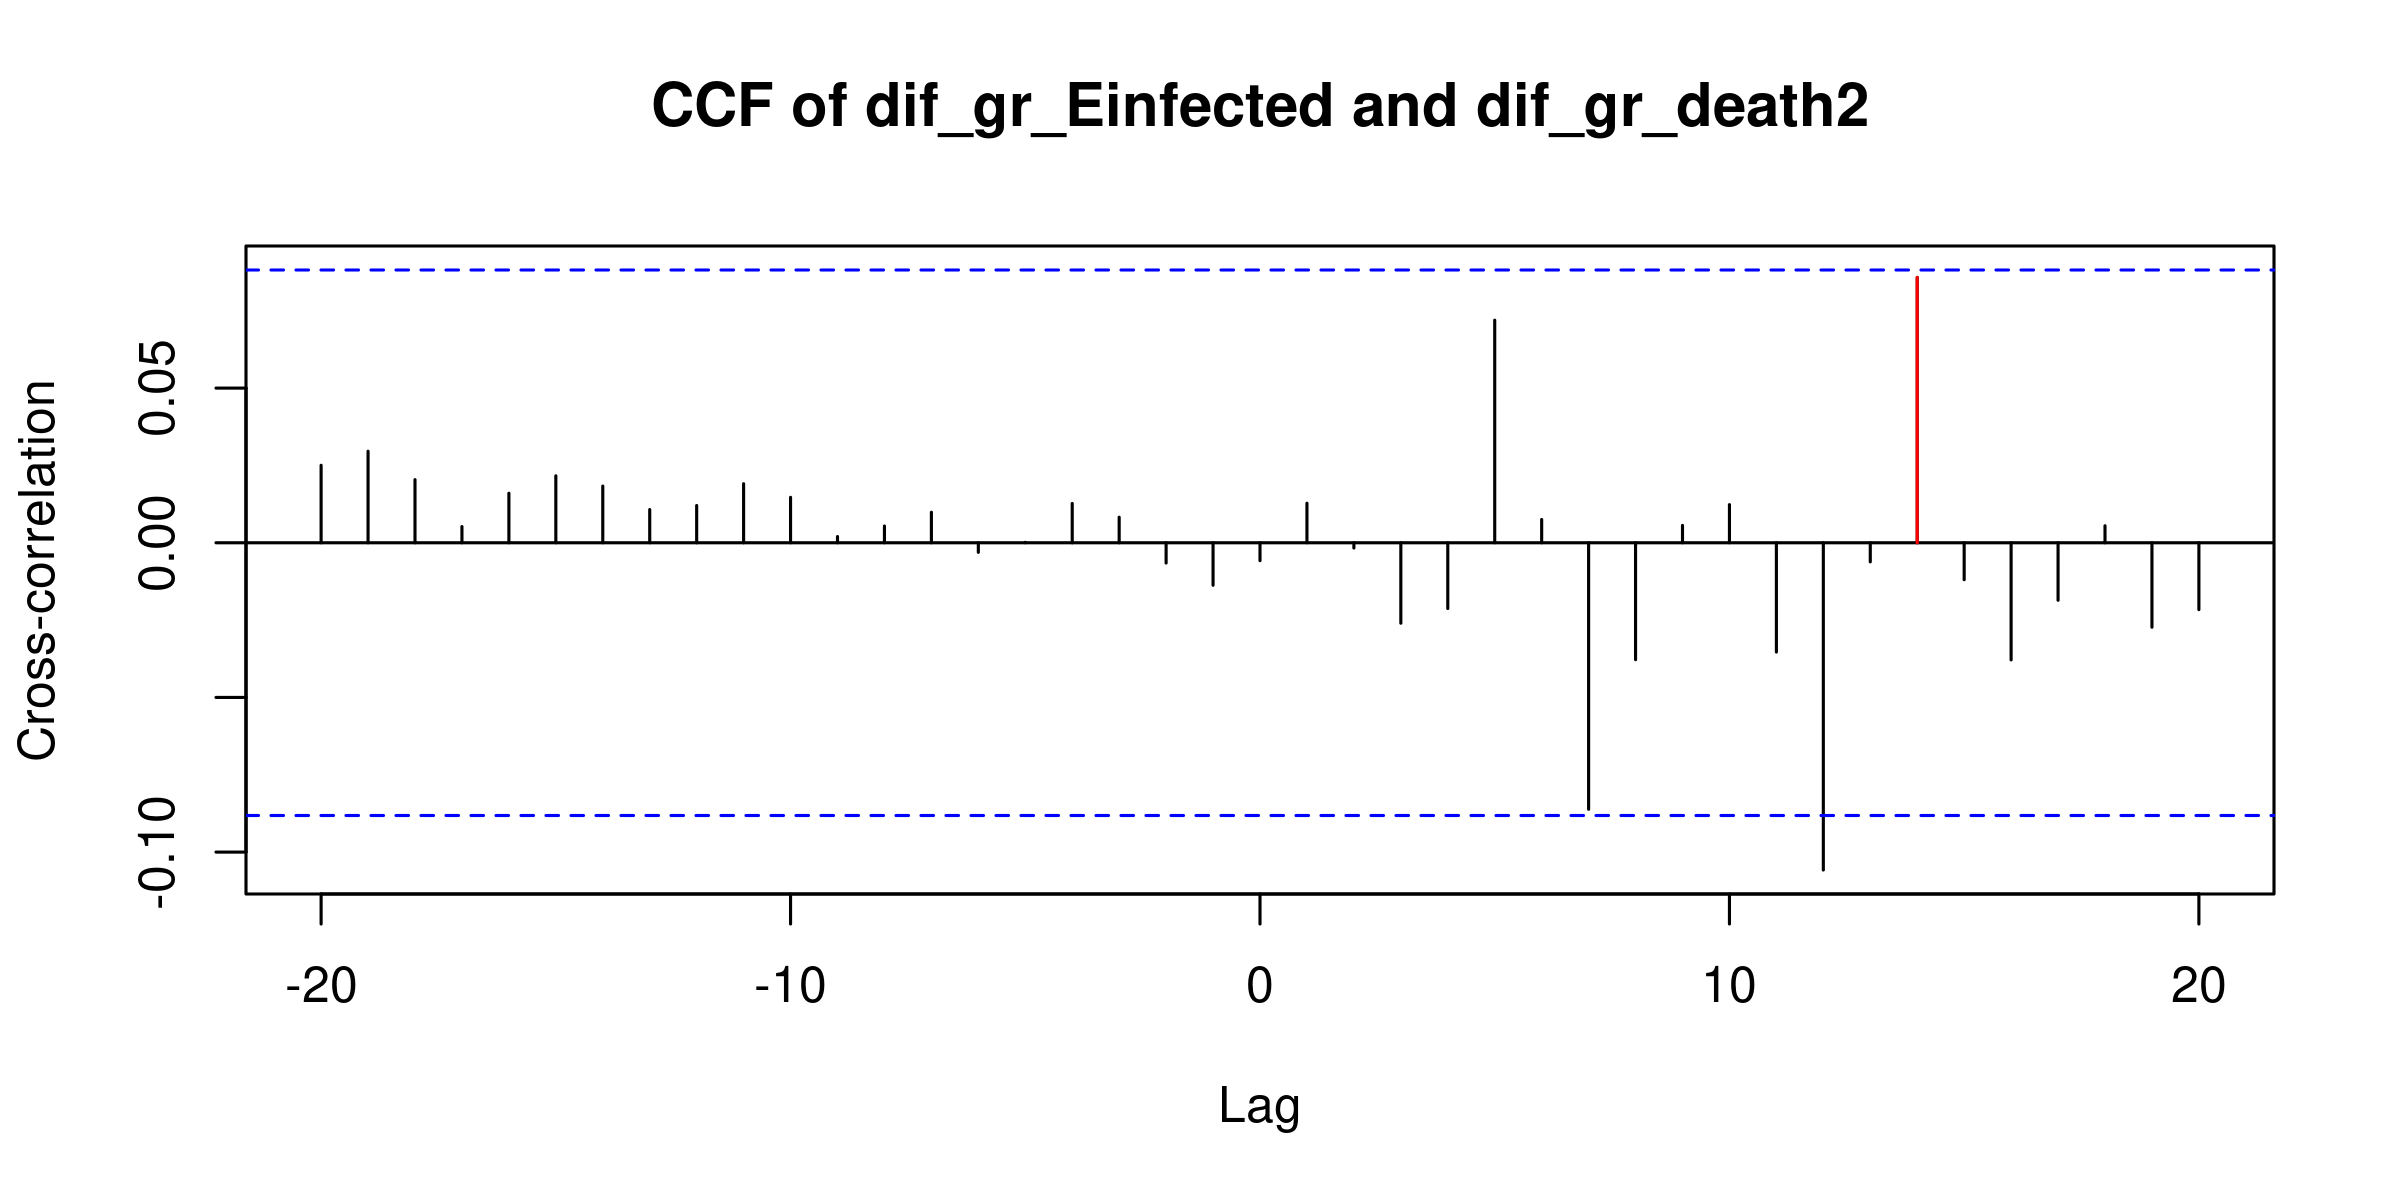 CCF of dif_gr_Einfected and dif_gr_death2
Cross-correlation
0.05
0.00
-0.10
-20 -10 0 10 20
Lag